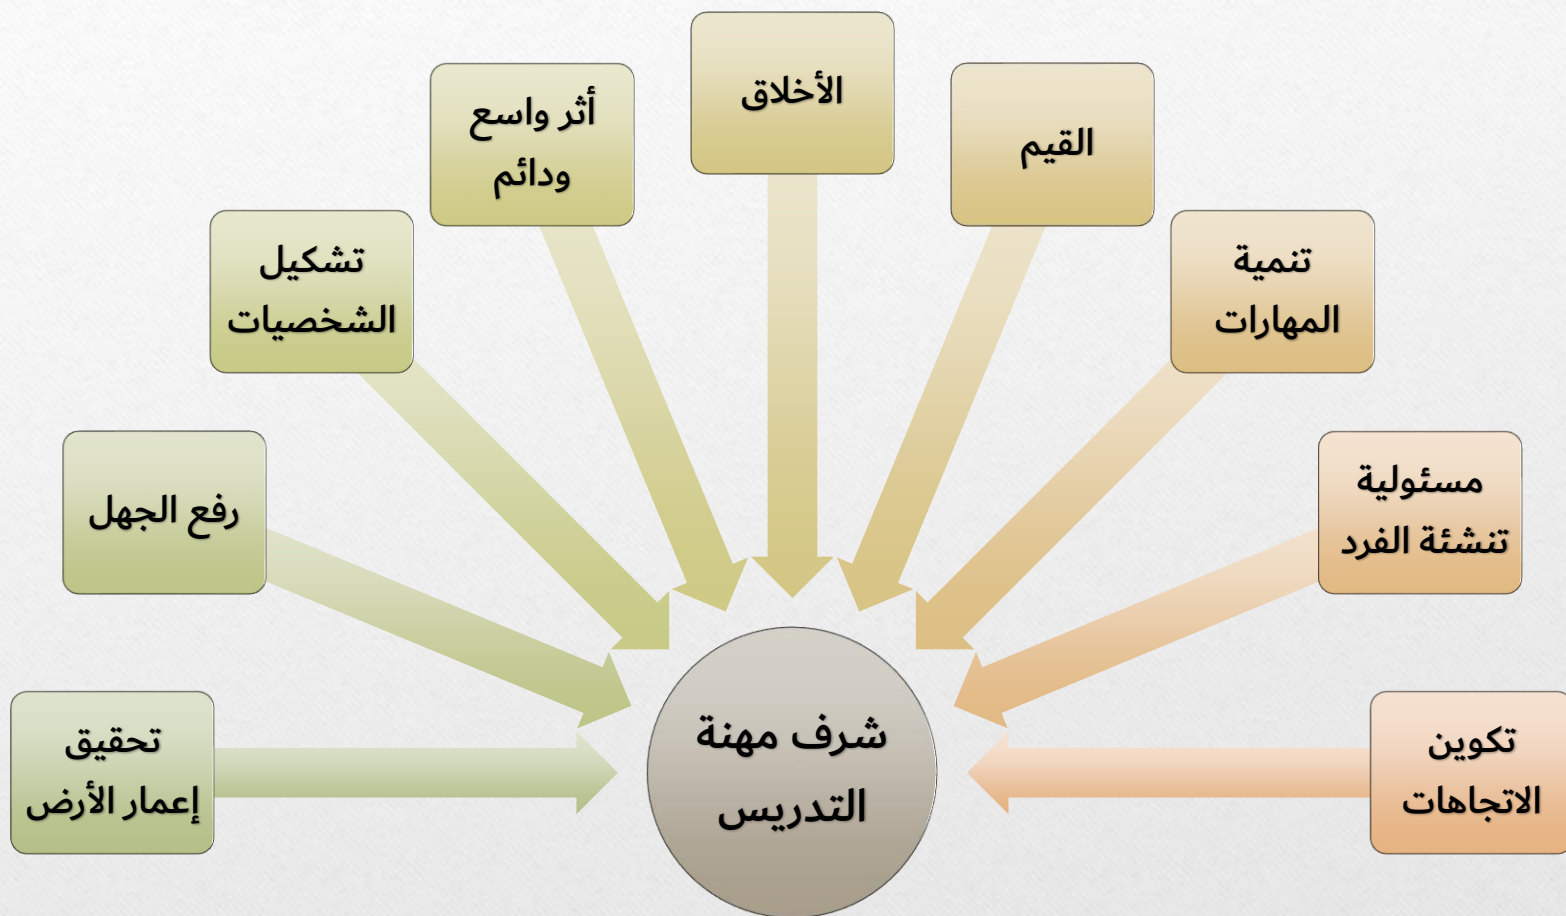 الأخلاق
القيم
أثر واسع
ودائم
تنمية
المهارات
تشكيل
الشخصيات
مسئولية
تنشئة الفرد
رفع الجهل
تكوين
الاتجاهات
تحقيق
إعمار الأرض
شرف مهنة
التدريس